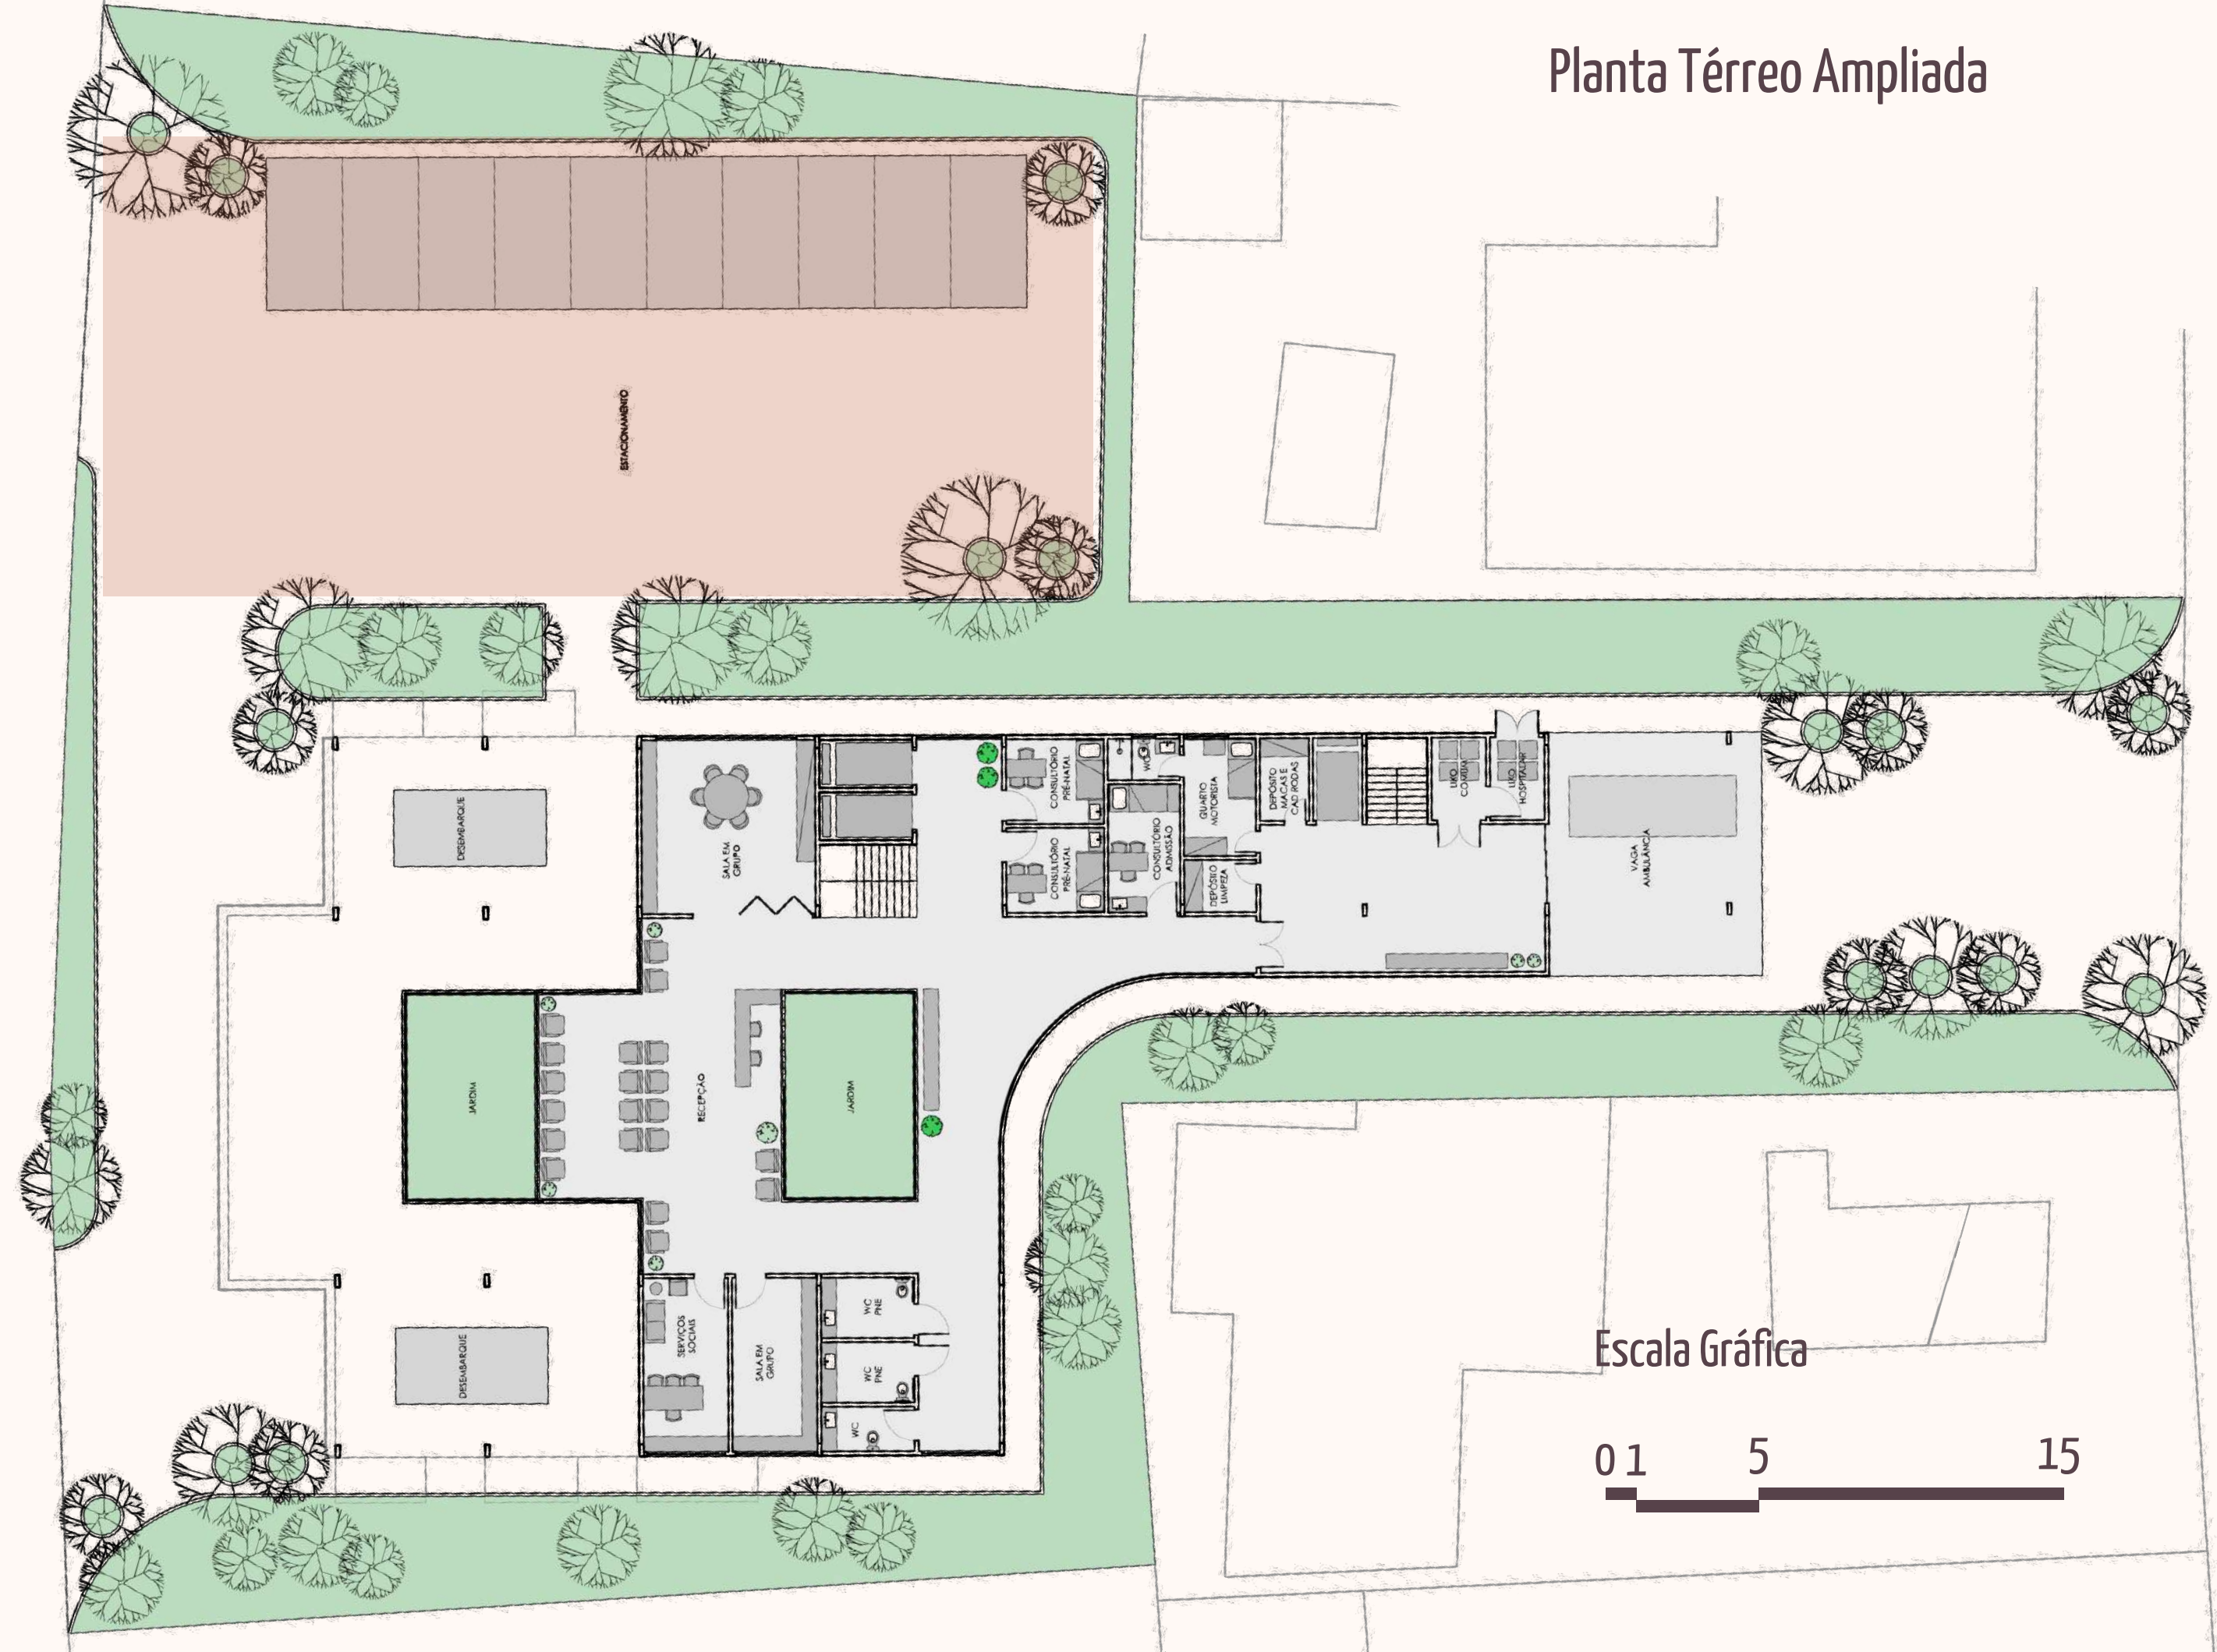 Planta Térreo Ampliada
ESTACIONAMENTO
DESEMBARQUE
SALA EM
GRUPO
CONSULTÓRIO
PRÉ-NATAL
CONSULTÓRIO
PRÉ-NATAL
WC
CONSULTÓRIO
ADMISSÃO
QUARTO
MOTORISTA
DEPÓSITO
LIMPEZA
DEPÓSITO
MACAS E
CAD RODAS
LIXO
COMUM
LIXO
HOSPITALAR
VAGA
AMBULÂNCIA
JARDIM
RECEPÇÃO
JARDIM
DESEMBARQUE
SERVIÇOS
SOCIAIS
SALA EM
GRUPO
WC
PNE
WC
PNE
WC
Escala Gráfica
0 1 5 15